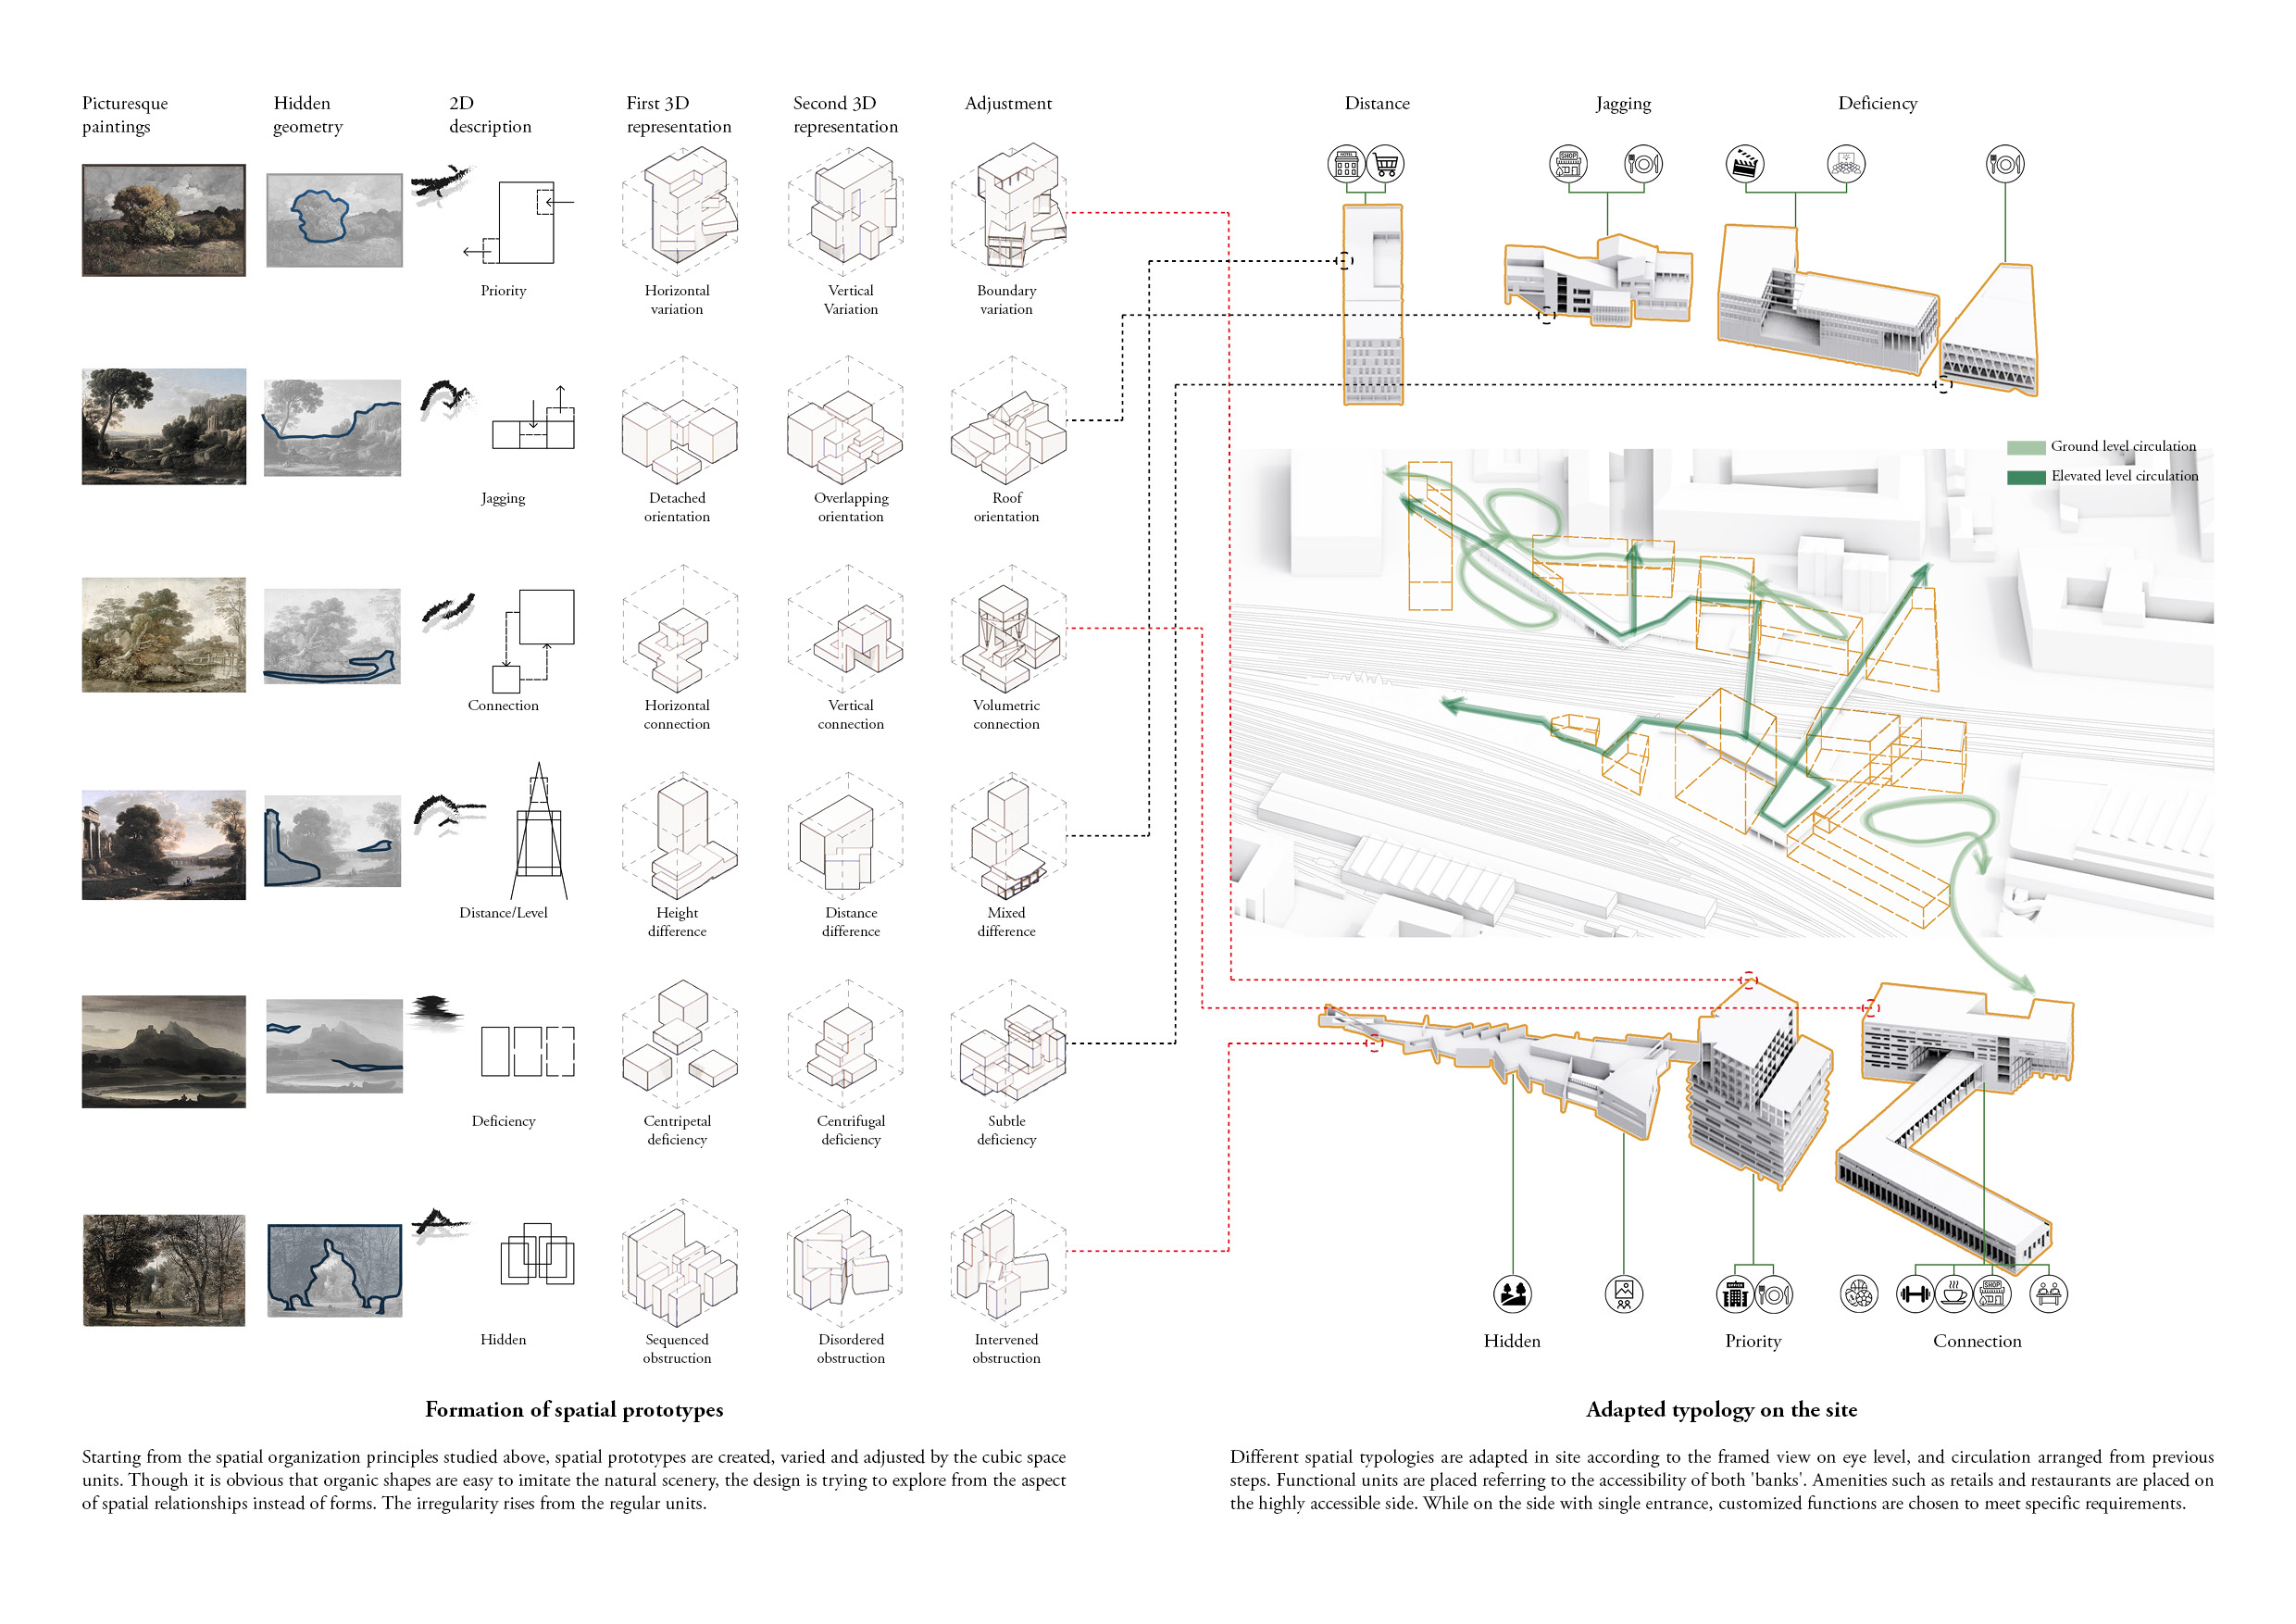 Picturesque
paintings
Hidden
geometry
2D
description
First 3D
representation
Second 3D
representation
Adjustment
Priority
Horizontal
variation
Vertical
Variation
Boundary
variation
Jagging
Detached
orientation
Overlapping
orientation
Roof
orientation
Connection
Horizontal
connection
Vertical
connection
Volumetric
connection
Distance/Level
Height
difference
Distance
difference
Mixed
difference
Deficiency
Centripetal
deficiency
Centrifugal
deficiency
Subtle
deficiency
Hidden
Sequenced
obstruction
Disordered
obstruction
Intervened
obstruction
Formation of spatial prototypes
Starting from the spatial organization principles studied above, spatial prototypes are created, varied and adjusted by the cubic space
units. Though it is obvious that organic shapes are easy to imitate the natural scenery, the design is trying to explore from the aspect
of spatial relationships instead of forms. The irregularity rises from the regular units.
Distance
Jagging
Deficiency
HOTEL
SHOP
Ground level circulation
Elevated level circulation
OFFICE
SHOP
Hidden
Priority
Connection
Adapted typology on the site
Different spatial typologies are adapted in site according to the framed view on eye level, and circulation arranged from previous
steps. Functional units are placed referring to the accessibility of both 'banks'. Amenities such as retails and restaurants are placed on
the highly accessible side. While on the side with single entrance, customized functions are chosen to meet specific requirements.